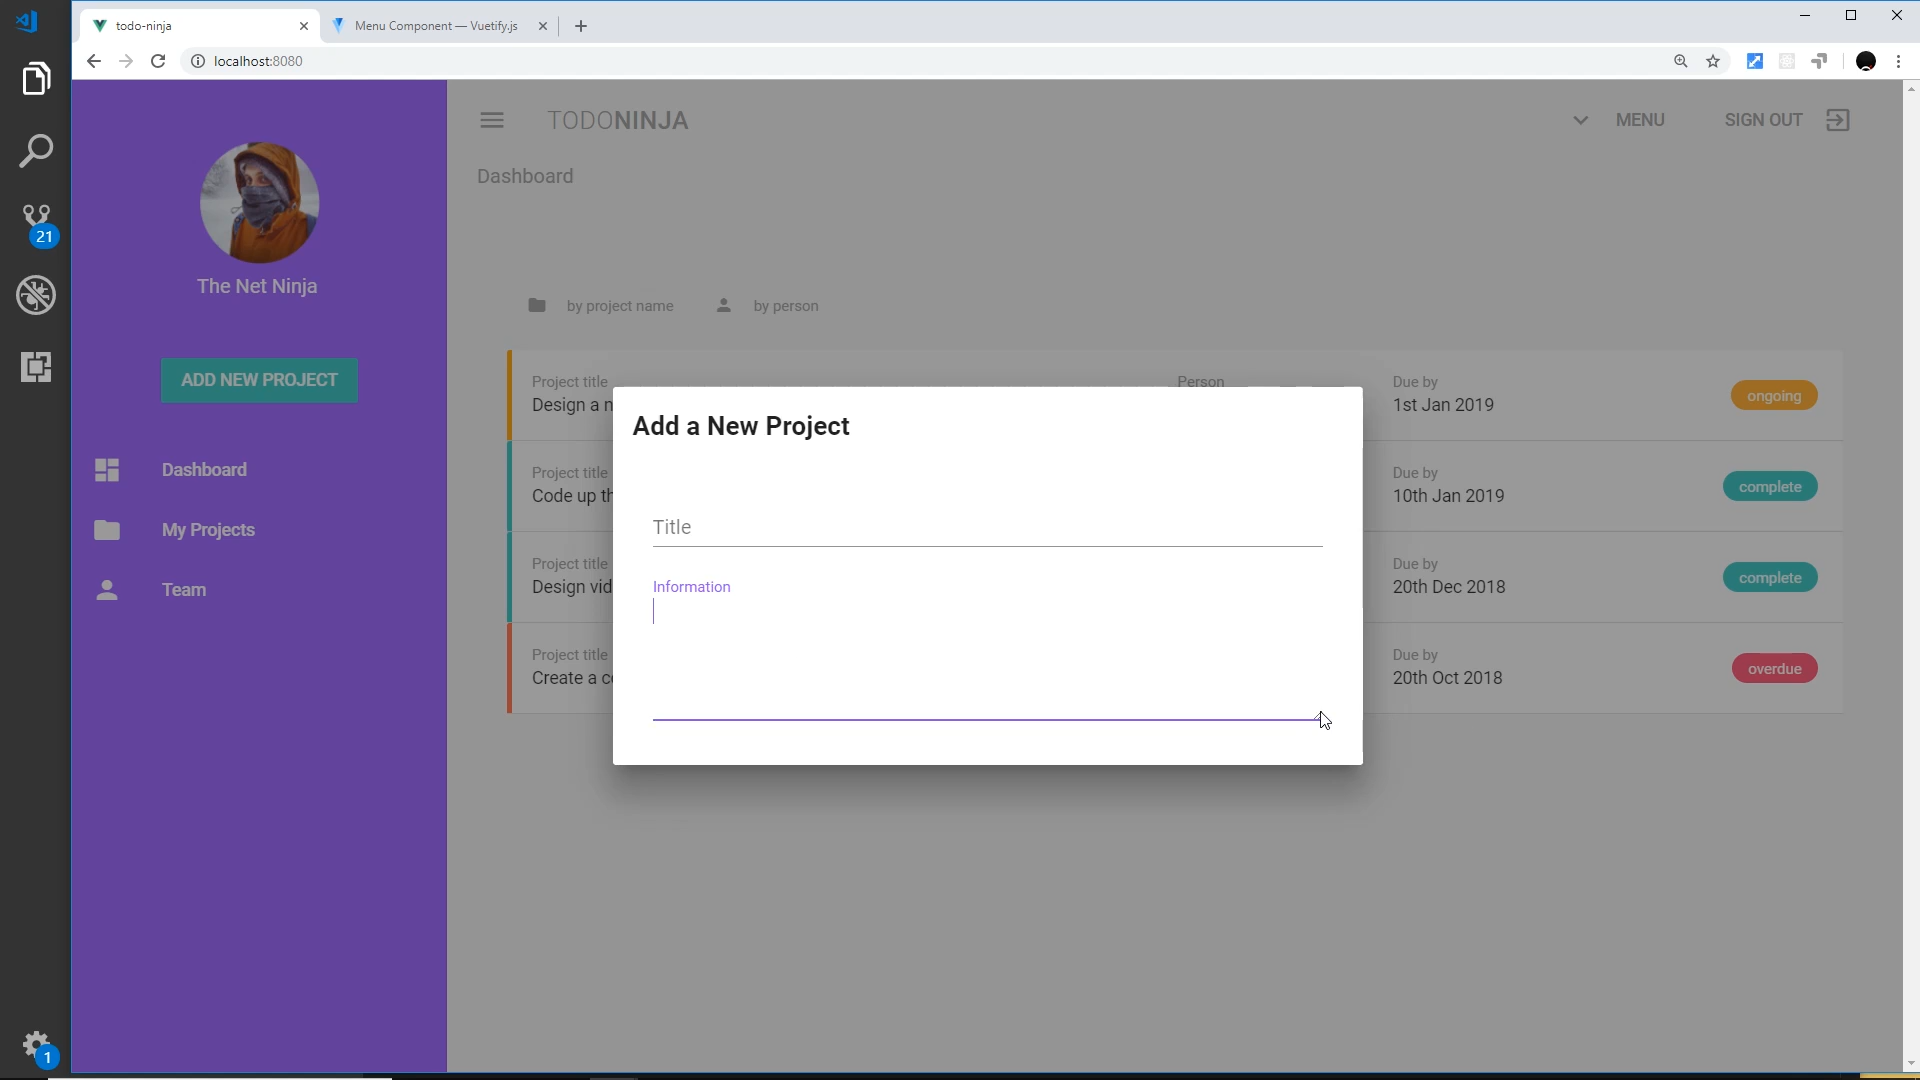 todo-ninja
Menu Component — Vuetify.js
localhost:8080
21
1
The Net Ninja
ADD NEW PROJECT
Dashboard
My Projects
Team
TODONINJA
MENU
SIGN OUT
Dashboard
by project name
by person
Project title
Person
Due by
Design a n
1st Jan 2019
ongoing
Project title
Due by
Code up th
10th Jan 2019
complete
Project title
Due by
Design vid
20th Dec 2018
complete
Project title
Due by
Create a c
20th Oct 2018
overdue
Add a New Project
Title
Information